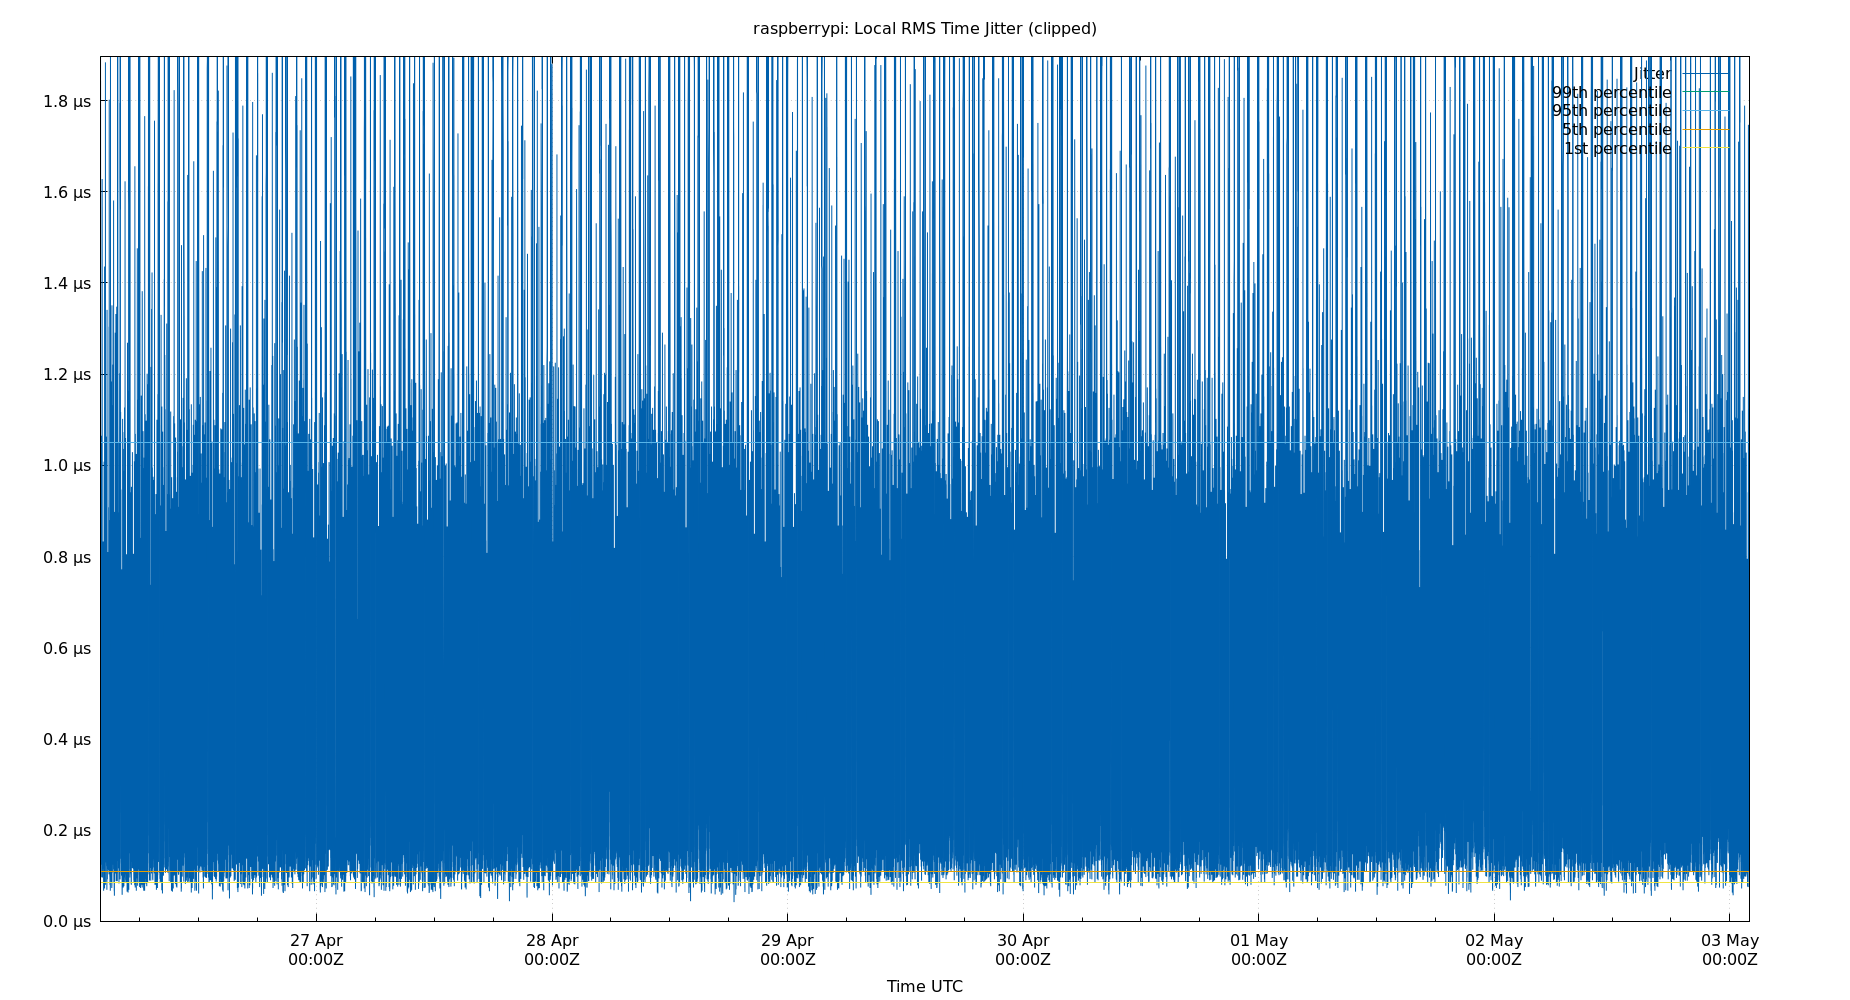 raspberrypi: Local RMS Time Jitter (clipped)
Jitter
99th percentile
95th percentile
5th percentile
1st percentile
1.8 µs
1.6 µs
1.4 µs
1.2 µs
1.0 µs
0.8 µs
0.6 µs
0.4 µs
0.2 µs
0.0 µs
27 Apr 28 Apr 29 Apr 30 Apr 01 May 02 May 03 May
00:00Z 00:00Z 00:00Z 00:00Z 00:00Z 00:00Z 00:00Z
Time UTC